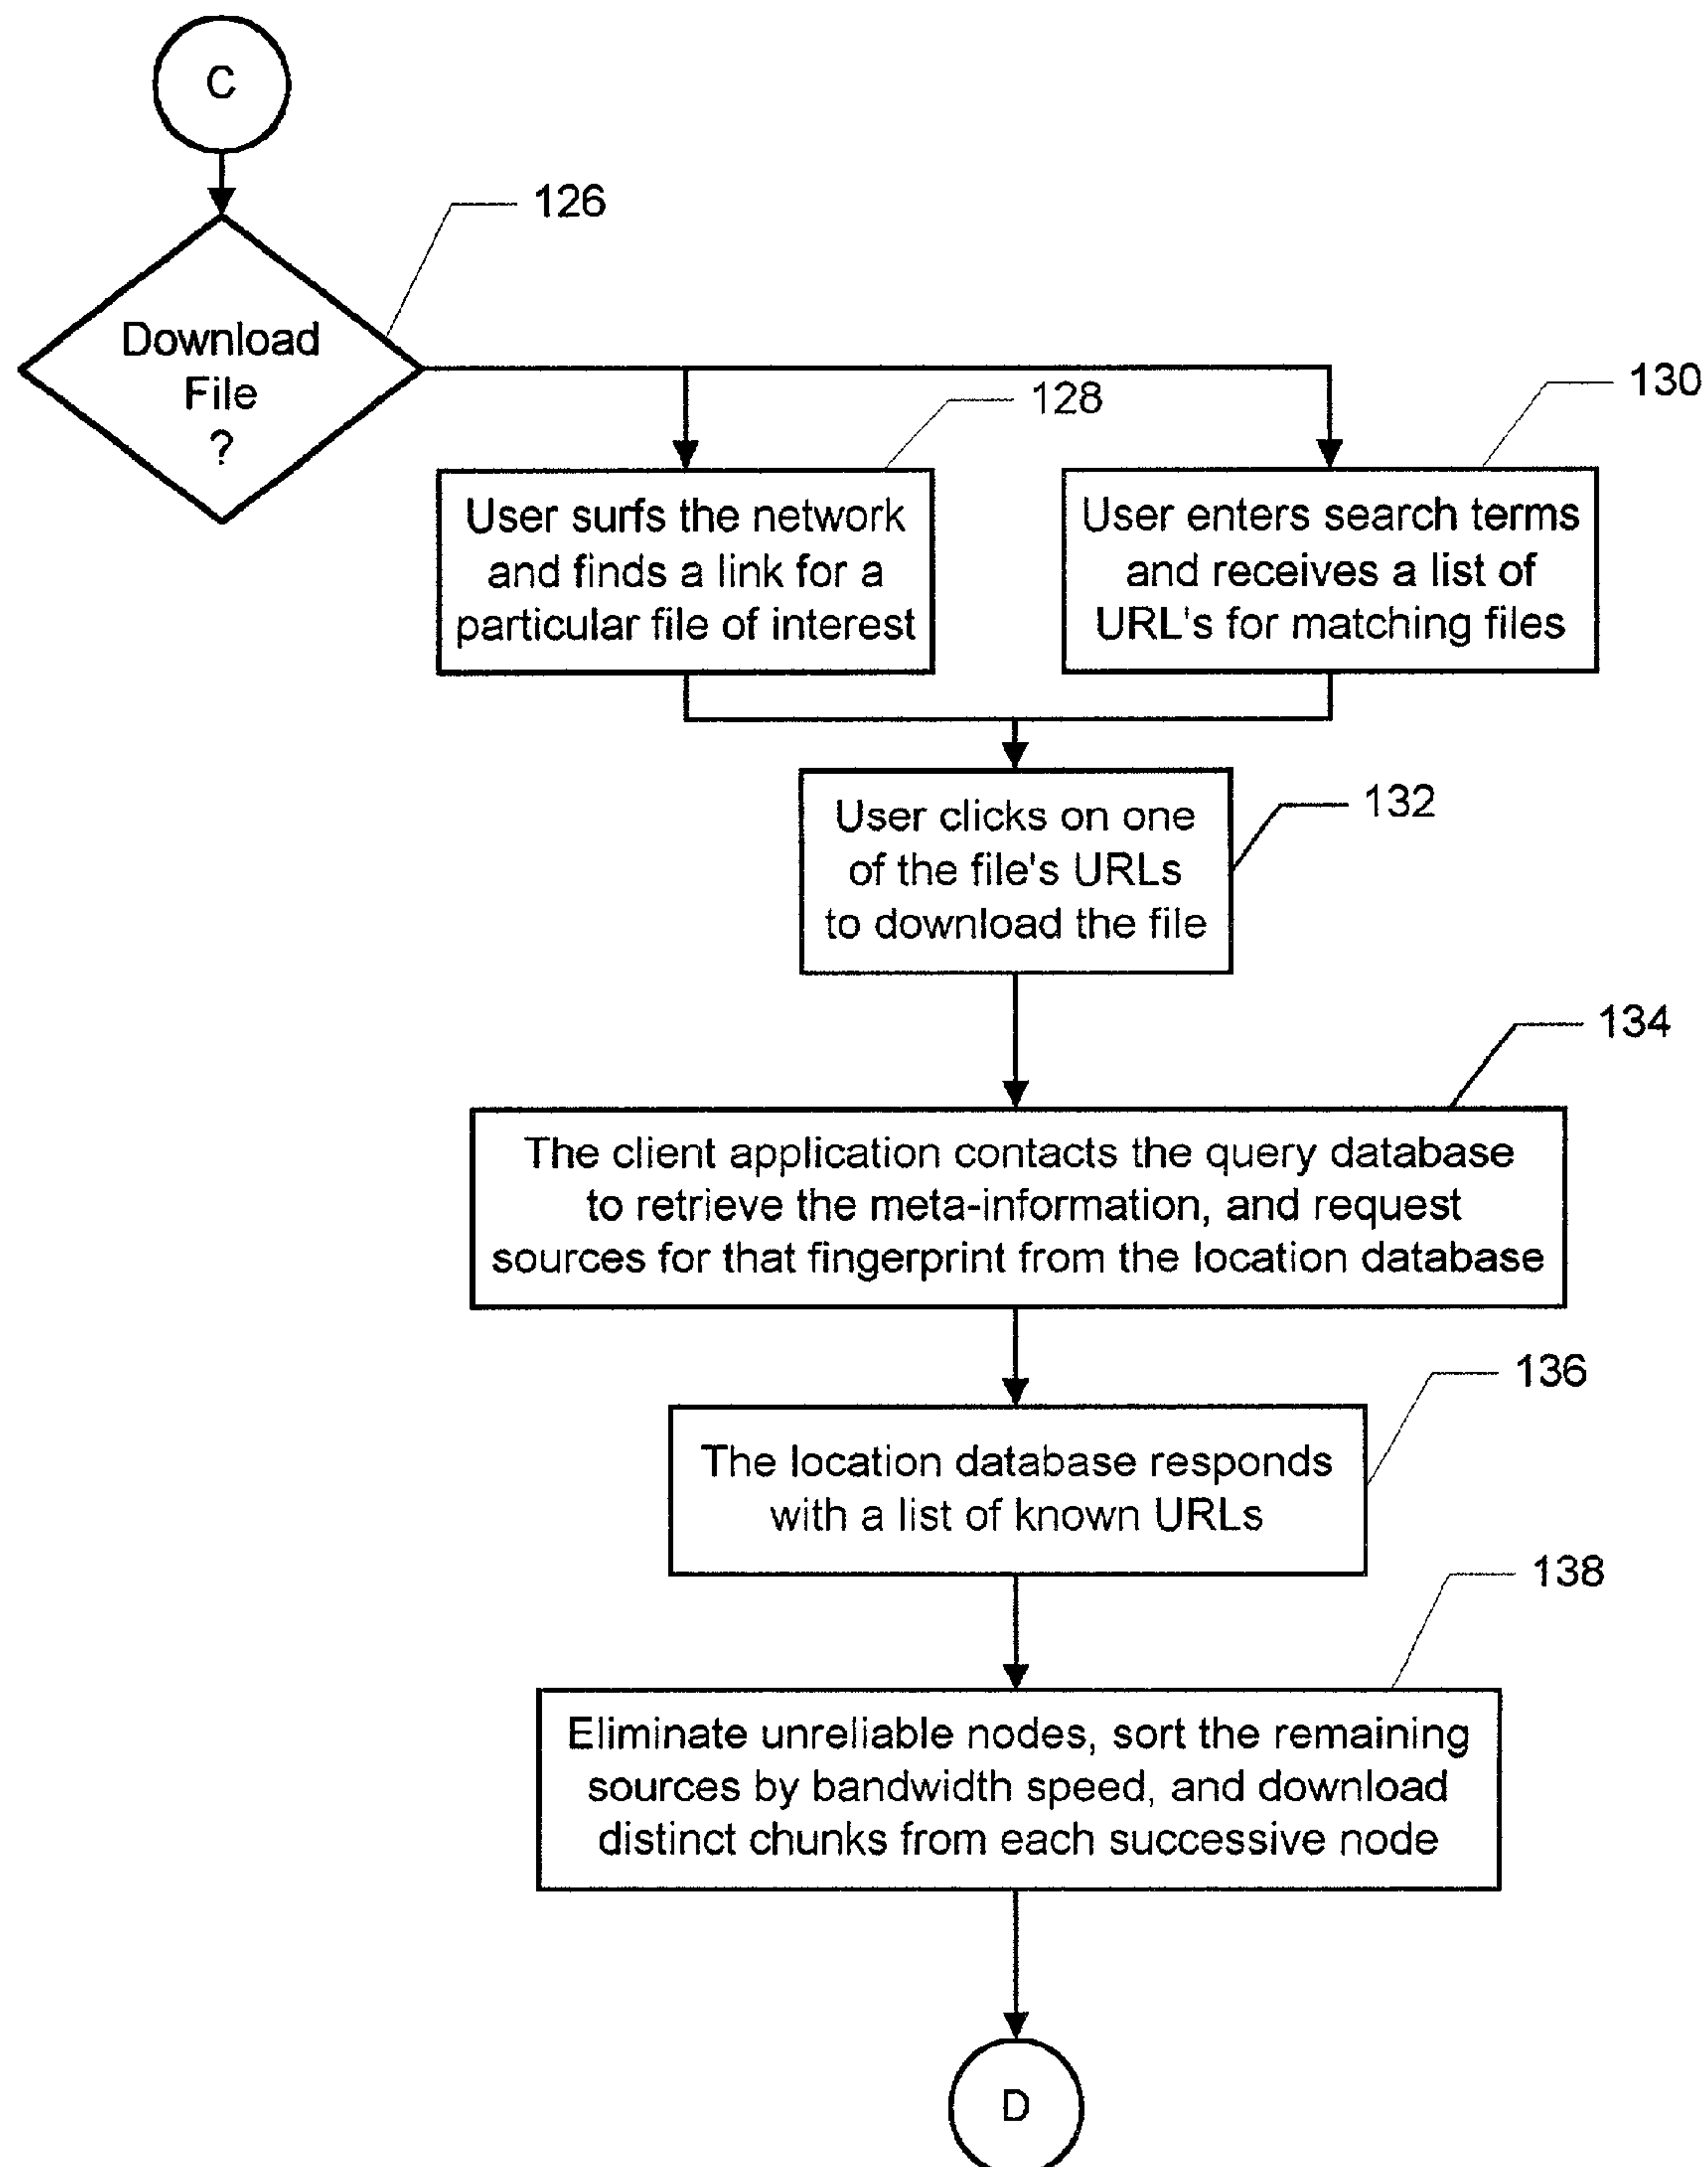 C
126
Download
File
?
128
130
User surfs the network
and finds a link for a
particular file of interest
User enters search terms
and receives a list of
URL's for matching files
132
User clicks on one
of the file's URLs
to download the file
134
The client application contacts the query database
to retrieve the meta-information, and request
sources for that fingerprint from the location database
136
The location database responds
with a list of known URLs
138
Eliminate unreliable nodes, sort the remaining
sources by bandwidth speed, and download
distinct chunks from each successive node
D